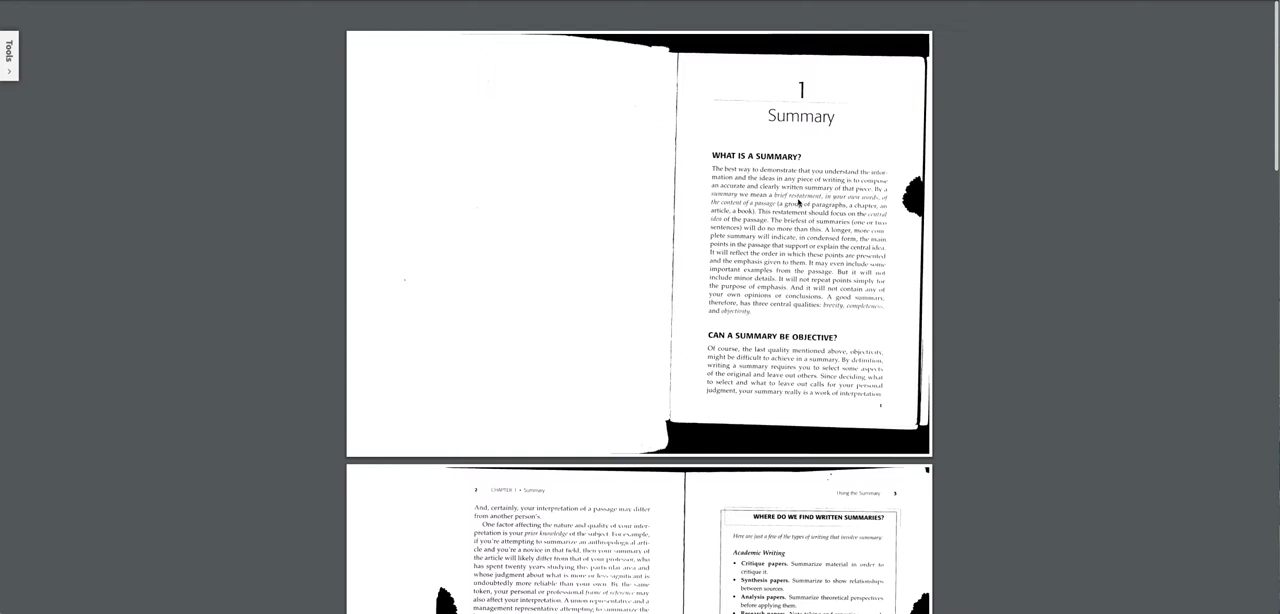 Tools
1
Summary
WHAT IS A SUMMARY?
The best way to demonstrate that you understand the infor-
mation and the ideas in any piece of writing is to compose
an accurate and clearly written summary of that piece. By a
summary we mean a brief restatement, in your own words, of
the content of a passage (a group of paragraphs, a chapter, an
article, a book). This restatement should focus on the central
idea of the passage. The briefest of summaries (one or two
sentences) will do no more than this. A longer, more com-
plete summary will indicate, in condensed form, the main
points in the passage that support or explain the central idea.
It will reflect the order in which these points are presented
and the emphasis given to them. It may even include some
important examples from the passage. But it will not
include minor details. It will not repeat points simply for
the purpose of emphasis. And it will not contain any of
your own opinions or conclusions. A good summary,
therefore, has three central qualities: brevity, completeness,
and objectivity.
CAN A SUMMARY BE OBJECTIVE?
Of course, the last quality mentioned above, objectivity,
might be difficult to achieve in a summary. By definition,
writing a summary requires you to select some aspects
of the original and leave out others. Since deciding what
to select and what to leave out calls for your personal
judgment, your summary really is a work of interpretation.
1
2 CHAPTER 1 • Summary
And, certainly, your interpretation of a passage may differ
from another person's.
One factor affecting the nature and quality of your inter-
pretation is your prior knowledge of the subject. For example,
if you're attempting to summarize an anthropological arti-
cle and you're a novice in that field, then your summary of
the article will likely differ from that of your professor, who
has spent twenty years studying this particular area and
whose judgment about what is more or less significant is
undoubtedly more reliable than your own. By the same
token, your personal or professional frame of reference may
also affect your interpretation. A union representative and a
management representative attempting to summarize the
Using the Summary 3
WHERE DO WE FIND WRITTEN SUMMARIES?
Here are just a few of the types of writing that involve summary:
Academic Writing
• Critique papers. Summarize material in order to
critique it.
• Synthesis papers. Summarize to show relationships
between sources.
• Analysis papers. Summarize theoretical perspectives
before applying them.